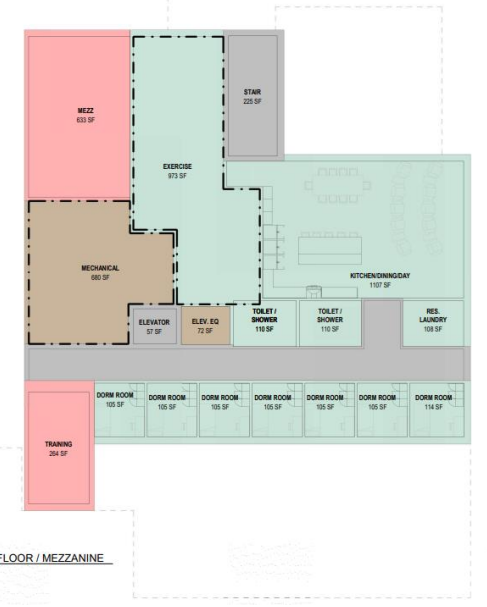 STAIR
225 SF
MEZZ
633 SF
EXERCISE
973 SF
MECHANICAL
680 SF
KITCHEN/DINING/DAY
1107 SF
ELEVATOR
57 SF
ELEV. EQ
72 SF
TOILET /
SHOWER
110 SF
TOILET /
SHOWER
110 SF
RES.
LAUNDRY
108 SF
DORM ROOM
105 SF
DORM ROOM
105 SF
DORM ROOM
105 SF
DORM ROOM
105 SF
DORM ROOM
105 SF
DORM ROOM
105 SF
DORM ROOM
114 SF
TRAINING
264 SF
FLOOR / MEZZANINE